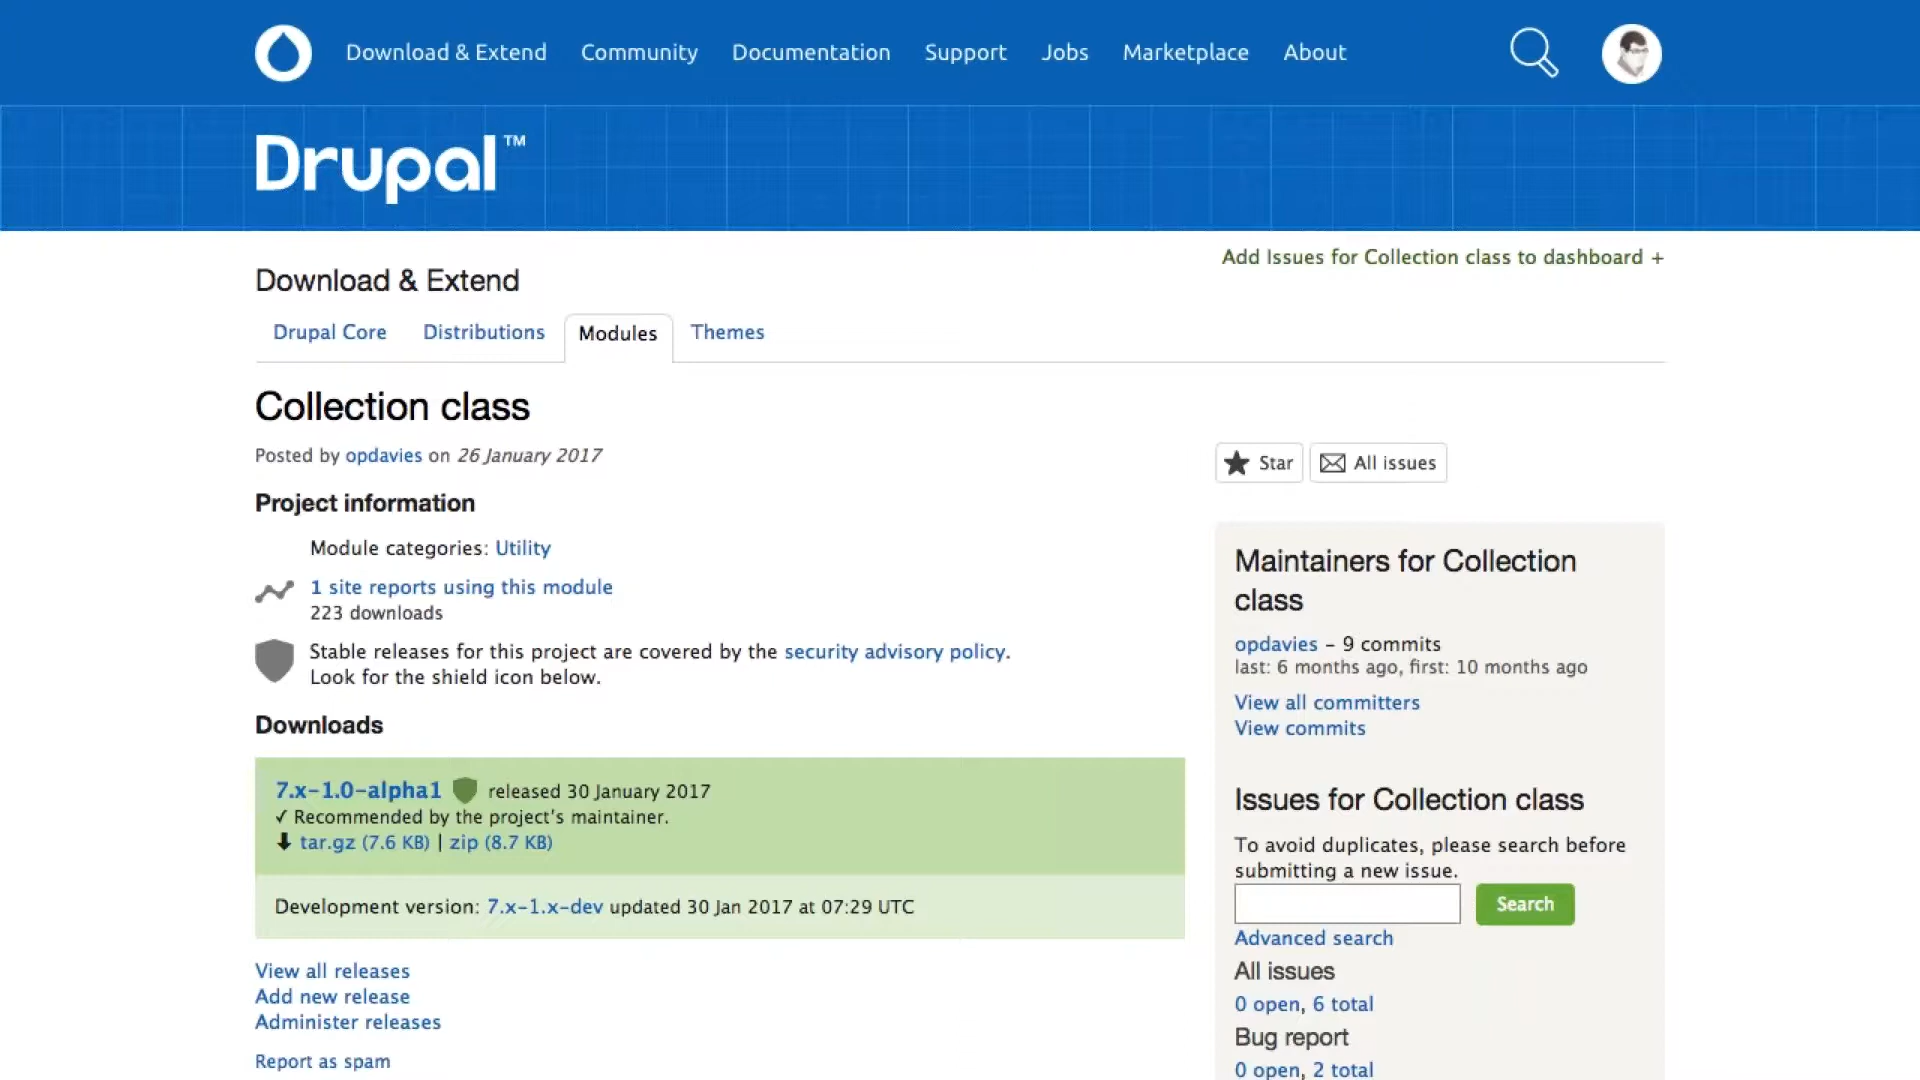 Download & Extend Community Documentation Support Jobs Marketplace About
Drupal™
Add Issues for Collection class to dashboard +
Download & Extend
Drupal Core Distributions Modules Themes
Collection class
Posted by opdavies on 26 January 2017
Project information
Module categories: Utility
1 site reports using this module
223 downloads
Stable releases for this project are covered by the security advisory policy.
Look for the shield icon below.
Downloads
7.x-1.0-alpha1 released 30 January 2017
✓ Recommended by the project's maintainer.
tar.gz (7.6 KB) | zip (8.7 KB)
Development version: 7.x-1.x-dev updated 30 Jan 2017 at 07:29 UTC
View all releases
Add new release
Administer releases
Report as spam
Star All issues
Maintainers for Collection
class
opdavies – 9 commits
last: 6 months ago, first: 10 months ago
View all committers
View commits
Issues for Collection class
To avoid duplicates, please search before
submitting a new issue.
Search
Advanced search
All issues
0 open, 6 total
Bug report
0 open, 2 total